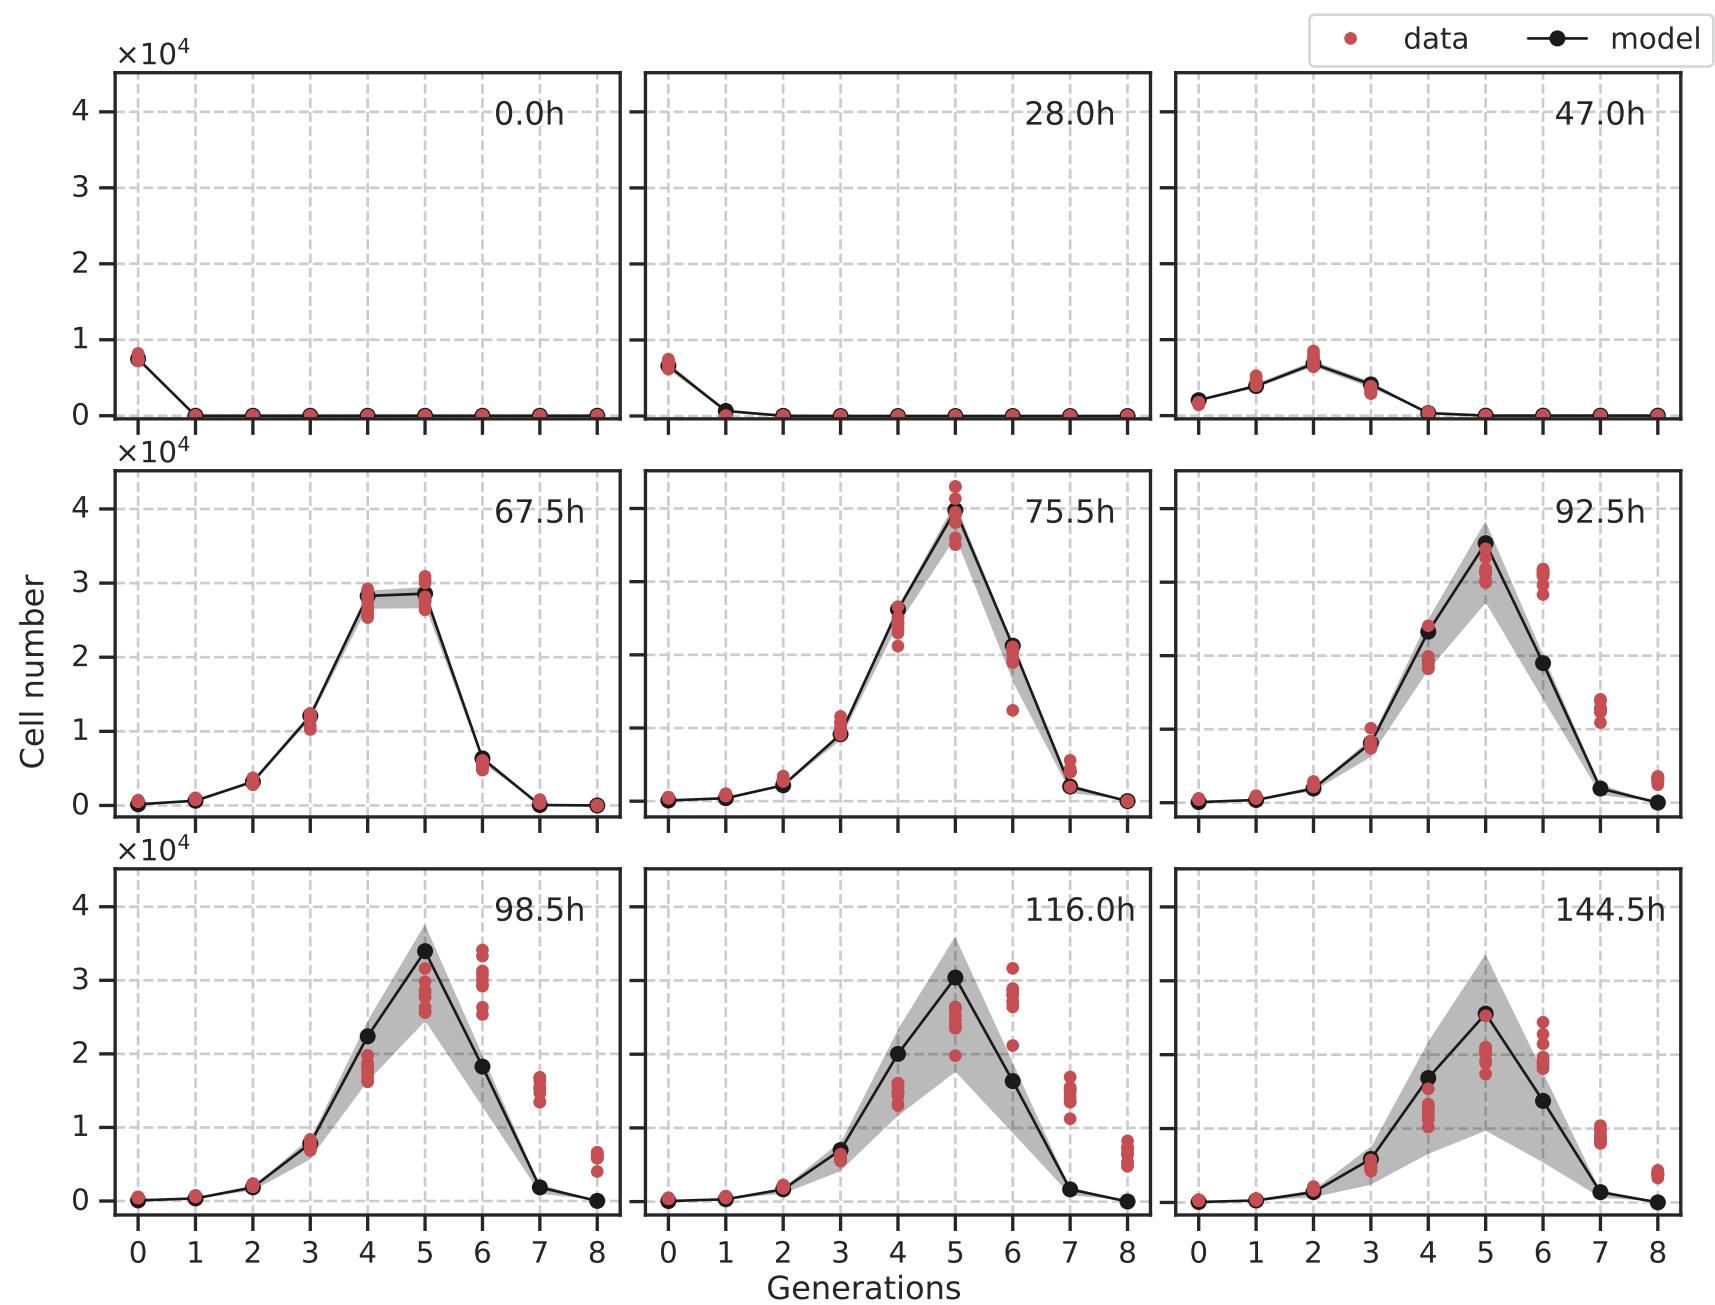 data model
×10⁴
4
3
2
1
0
0.0h
28.0h
47.0h
×10⁴
4
3
2
1
0
67.5h
75.5h
92.5h
×10⁴
4
3
2
1
0
98.5h
116.0h
144.5h
Cell number
0 1 2 3 4 5 6 7 8
0 1 2 3 4 5 6 7 8
0 1 2 3 4 5 6 7 8
Generations